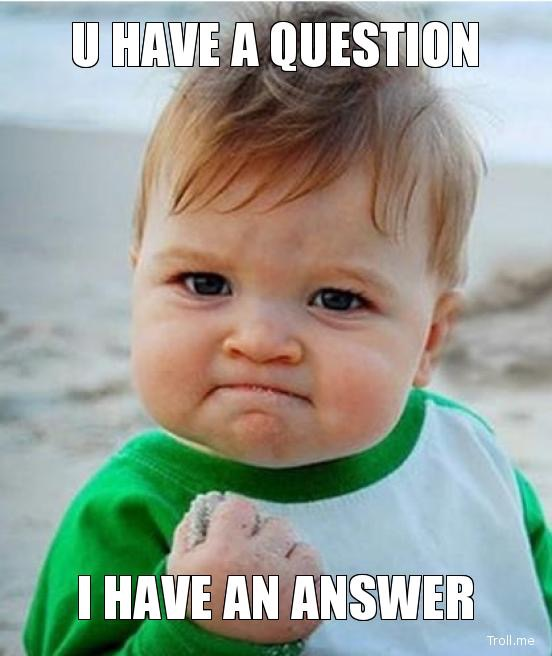 U HAVE A QUESTION
I HAVE AN ANSWER
Troll.me